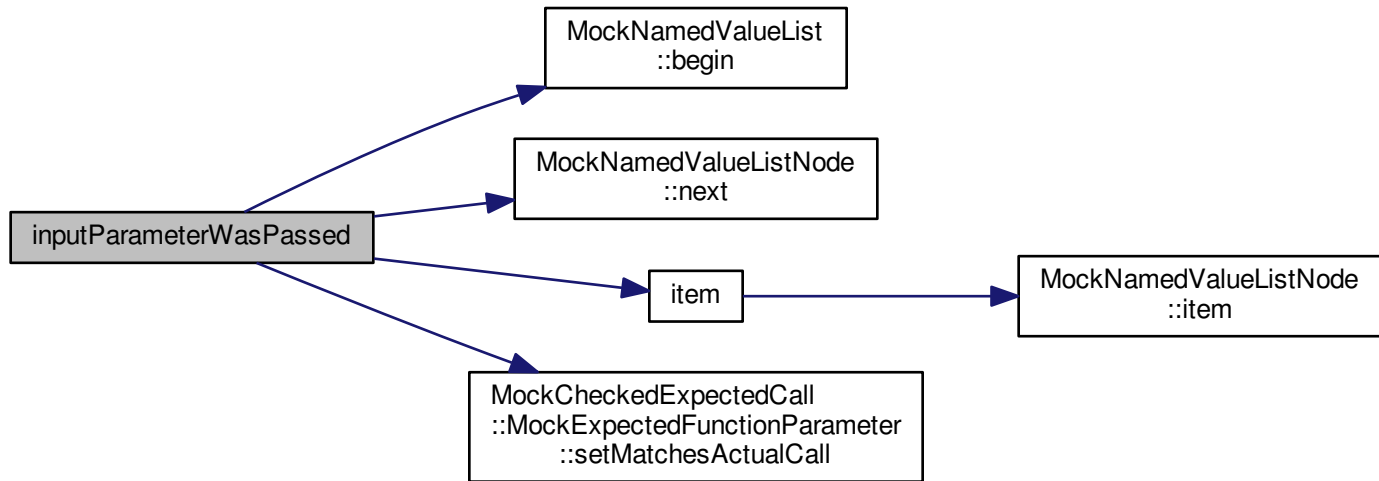 MockNamedValueList
::begin
MockNamedValueListNode
::next
inputParameterWasPassed
item
MockNamedValueListNode
::item
MockCheckedExpectedCall
::MockExpectedFunctionParameter
::setMatchesActualCall